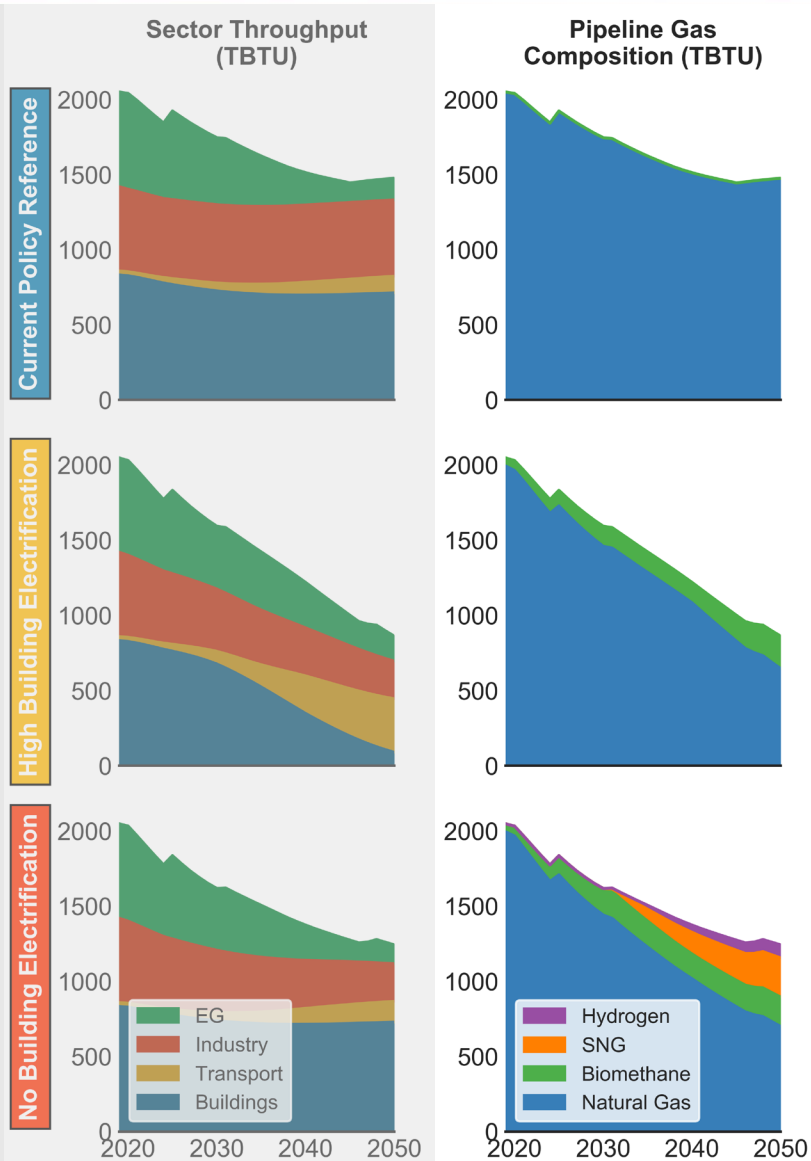 Sector Throughput
(TBTU)
Pipeline Gas
Composition (TBTU)
Current Policy Reference
2000
1500
1000
500
0
2000
1500
1000
500
0
High Building Electrification
2000
1500
1000
500
0
2000
1500
1000
500
0
No Building Electrification
2000
1500
1000
500
0
EG
Industry
Transport
Buildings
2020 2030 2040 2050
2000
1500
1000
500
0
Hydrogen
SNG
Biomethane
Natural Gas
2020 2030 2040 2050